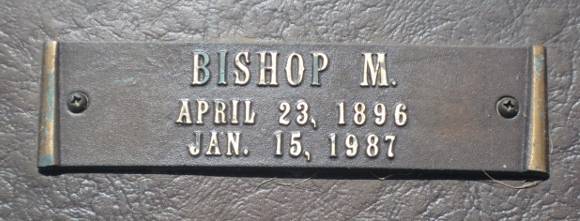 BISHOP M.
APRIL 23, 1896
JAN. 15, 1987